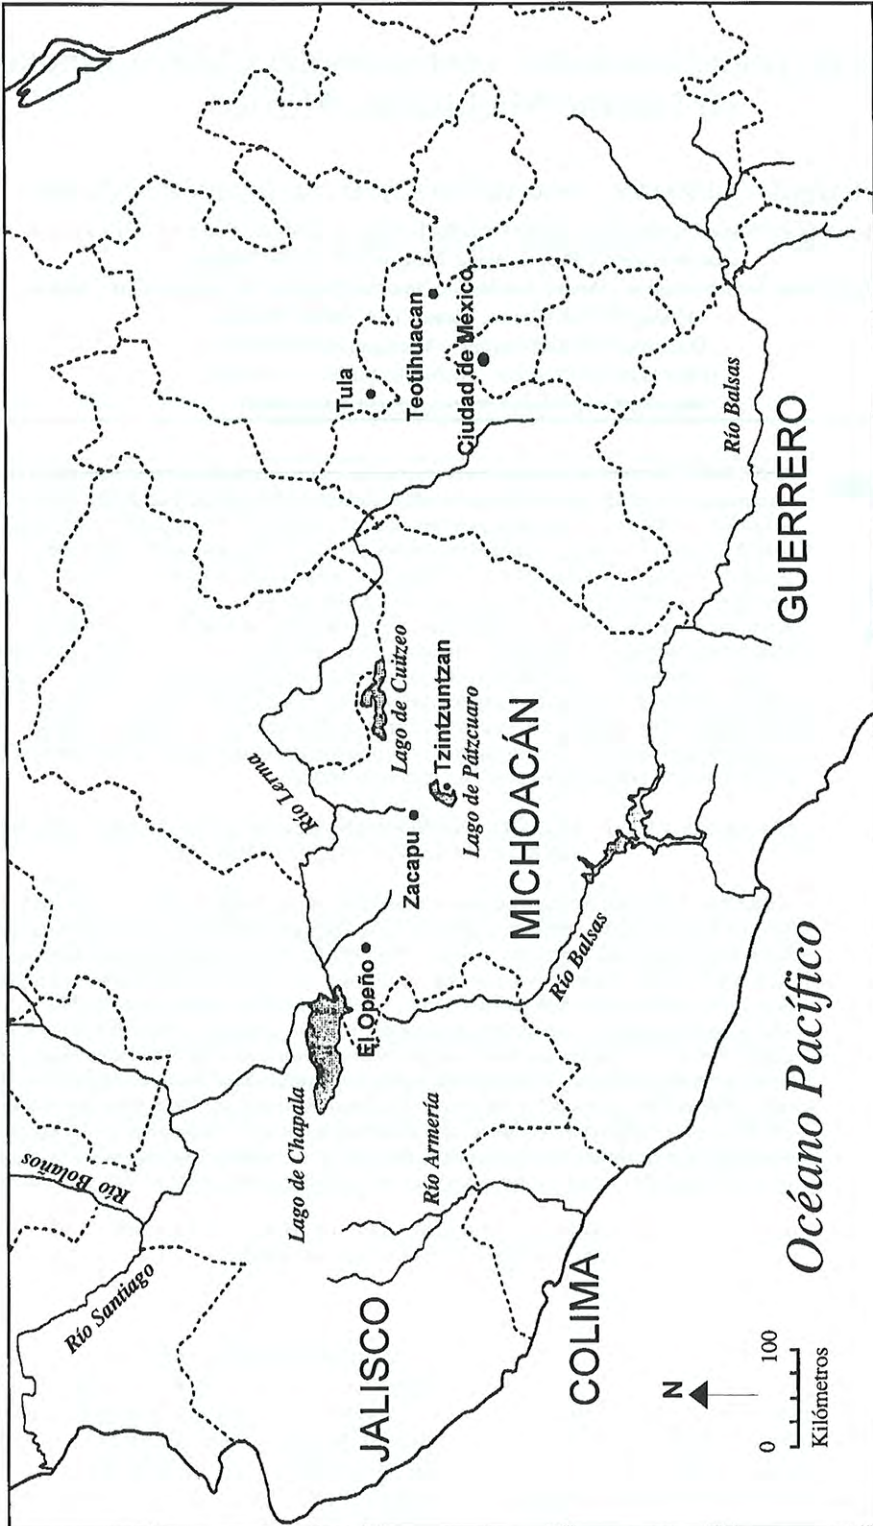 Río Bolaños
Río Santiago
Lago de Chapala
Río Armería
JALISCO
COLIMA
El Opeño
Zacapu
Río Lerma
Lago de Cuitzeo
Tzintzuntzan
Lago de Pátzcuaro
MICHOACÁN
Río Balsas
Tula
Teotihuacan
Ciudad de México
Río Balsas
GUERRERO
Océano Pacífico
N
0 100
Kilómetros